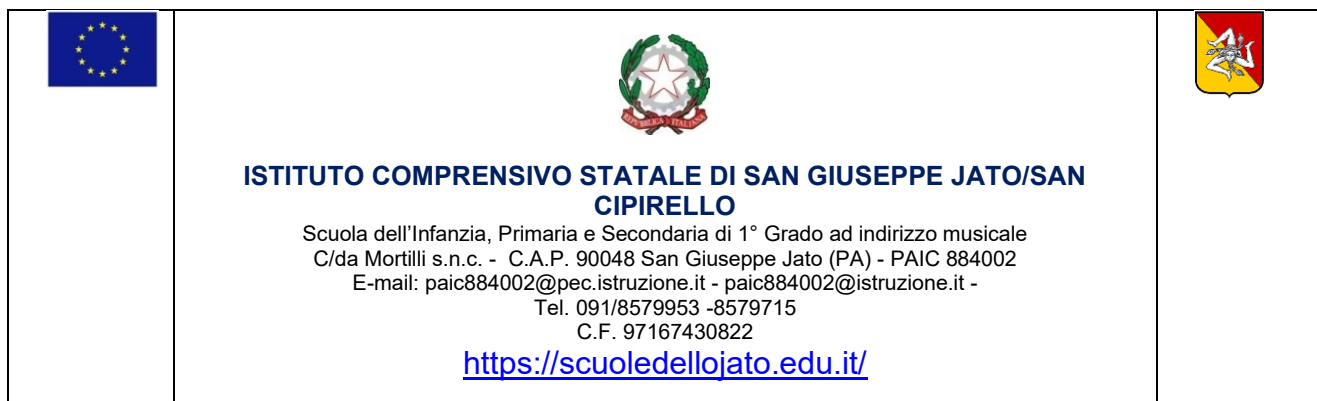 REPVBBLICA ITALIANA
ISTITUTO COMPRENSIVO STATALE DI SAN GIUSEPPE JATO/SAN
CIPIRELLO
Scuola dell'Infanzia, Primaria e Secondaria di 1° Grado ad indirizzo musicale
C/da Mortilli s.n.c. - C.A.P. 90048 San Giuseppe Jato (PA) - PAIC 884002
E-mail: paic884002@pec.istruzione.it - paic884002@istruzione.it -
Tel. 091/8579953 -8579715
C.F. 97167430822
https://scuoledellojato.edu.it/